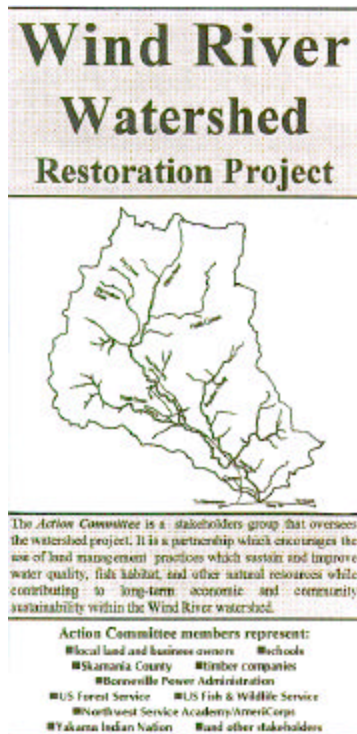 Wind River
Watershed
Restoration Project
The Action Committee is a stakeholders group that oversees
the watershed project. It is a partnership which encourages the
use of land management practices which sustain and improve
water quality, fish habitat, and other natural resources while
contributing to long-term economic and community
sustainability within the Wind River watershed.
Action Committee members represent:
■local land and business owners ■schools
■Skamania County ■timber companies
■Bonneville Power Administration
■US Forest Service ■US Fish & Wildlife Service
■Northwest Service Academy/AmeriCorps
■Yakama Indian Nation ■and other stakeholders